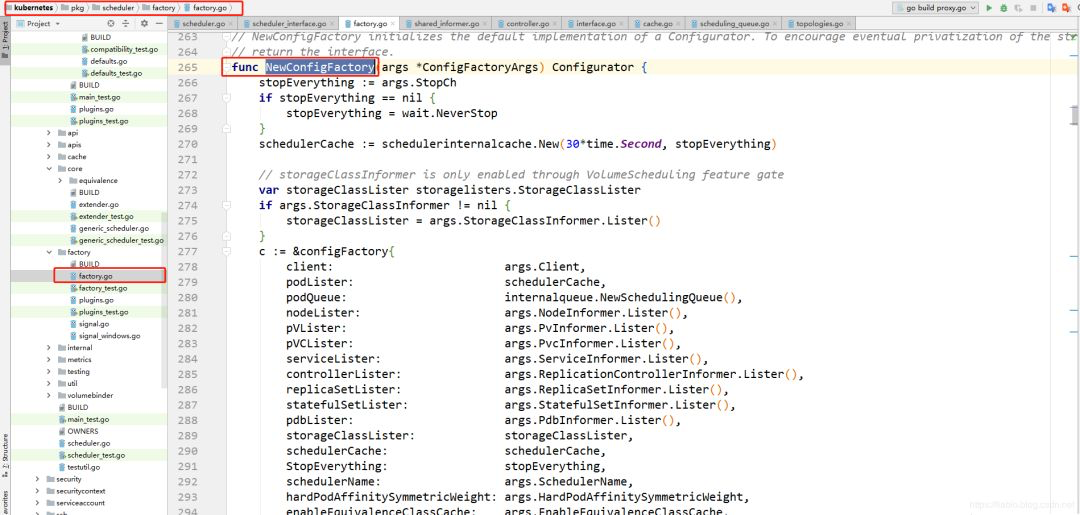 kubernetes pkg scheduler factory factory.go
go build proxy.go
Project
scheduler.go scheduler_interface.go factory.go shared_informer.go controller.go interface.go cache.go scheduling_queue.go topologies.go
1: Project
BUILD
compatibility_test.go
defaults.go
defaults_test.go
BUILD
main_test.go
plugins.go
plugins_test.go
api
apis
cache
core
equivalence
BUILD
extender.go
extender_test.go
generic_scheduler.go
generic_scheduler_test.go
factory
BUILD
factory.go
factory_test.go
plugins.go
plugins_test.go
signal.go
signal_windows.go
internal
metrics
testing
util
volumebinder
BUILD
main_test.go
OWNERS
scheduler.go
scheduler_test.go
testutil.go
security
securitycontext
serviceaccount
Structure
263 // NewConfigFactory initializes the default implementation of a Configurator. To encourage eventual privatization of the
264 // return the interface.
265 func NewConfigFactory(args *ConfigFactoryArgs) Configurator {
266 stopEverything := args.StopCh
267 if stopEverything == nil {
268 stopEverything = wait.NeverStop
269 }
270 schedulerCache := schedulerinternalcache.New(30*time.Second, stopEverything)
271
272 // storageClassInformer is only enabled through VolumeScheduling feature gate
273 var storageClassLister storagelisters.StorageClassLister
274 if args.StorageClassInformer != nil {
275 storageClassLister = args.StorageClassInformer.Lister()
276 }
277 c := &configFactory{
278 client: args.Client,
279 podLister: schedulerCache,
280 podQueue: internalqueue.NewSchedulingQueue(),
281 nodeLister: args.NodeInformer.Lister(),
282 pVLister: args.PvInformer.Lister(),
283 pVCLister: args.PvcInformer.Lister(),
284 serviceLister: args.ServiceInformer.Lister(),
285 controllerLister: args.ReplicationControllerInformer.Lister(),
286 replicaSetLister: args.ReplicaSetInformer.Lister(),
287 statefulSetLister: args.StatefulSetInformer.Lister(),
288 pdbLister: args.PdbInformer.Lister(),
289 storageClassLister: storageClassLister,
290 schedulerCache: schedulerCache,
291 StopEverything: stopEverything,
292 schedulerName: args.SchedulerName,
293 hardPodAffinitySymmetricWeight: args.HardPodAffinitySymmetricWeight,
294 enableEquivalenceClassCache: args.EnableEquivalenceClassCache,